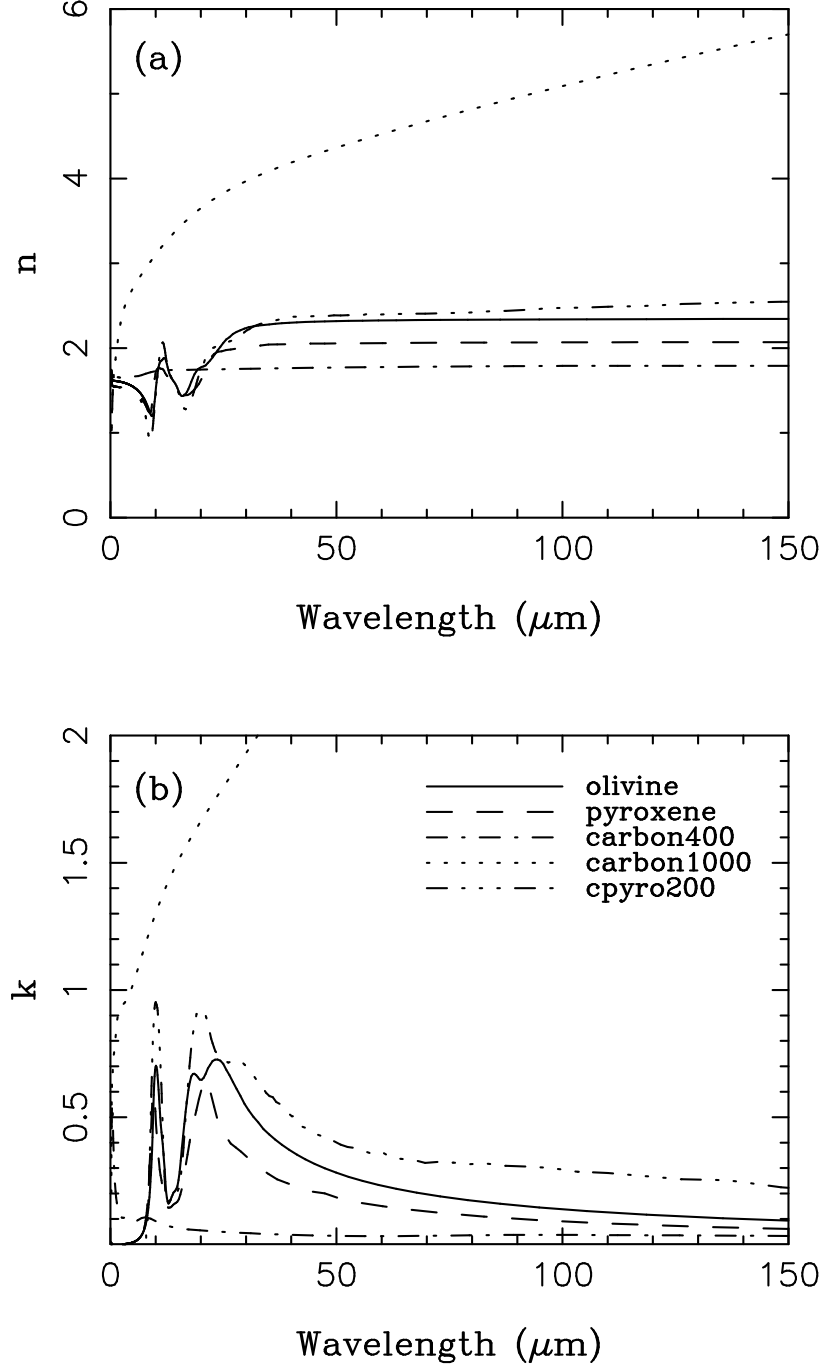 (a)
6
4
2
0
n
0 50 100 150
Wavelength (μm)
(b)
2
1.5
1
0.5
k
olivine
pyroxene
carbon400
carbon1000
cpyro200
0 50 100 150
Wavelength (μm)